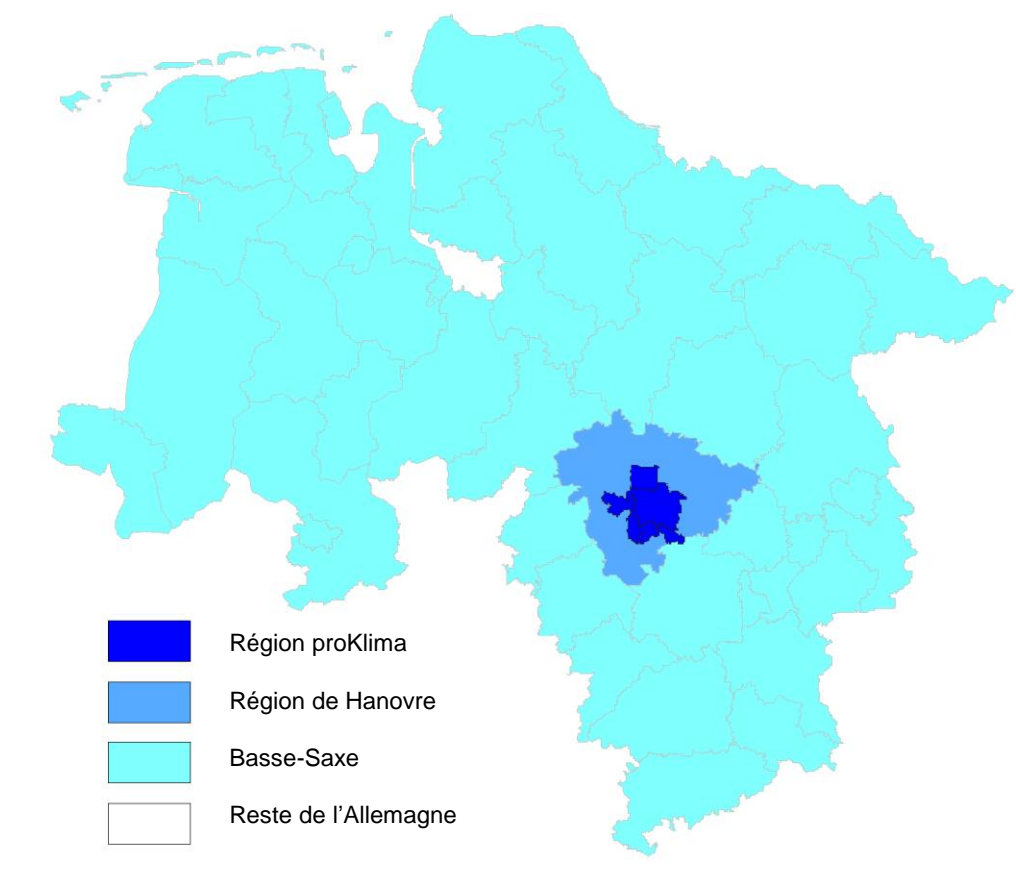 Région proKlima
Région de Hanovre
Basse-Saxe
Reste de l’Allemagne